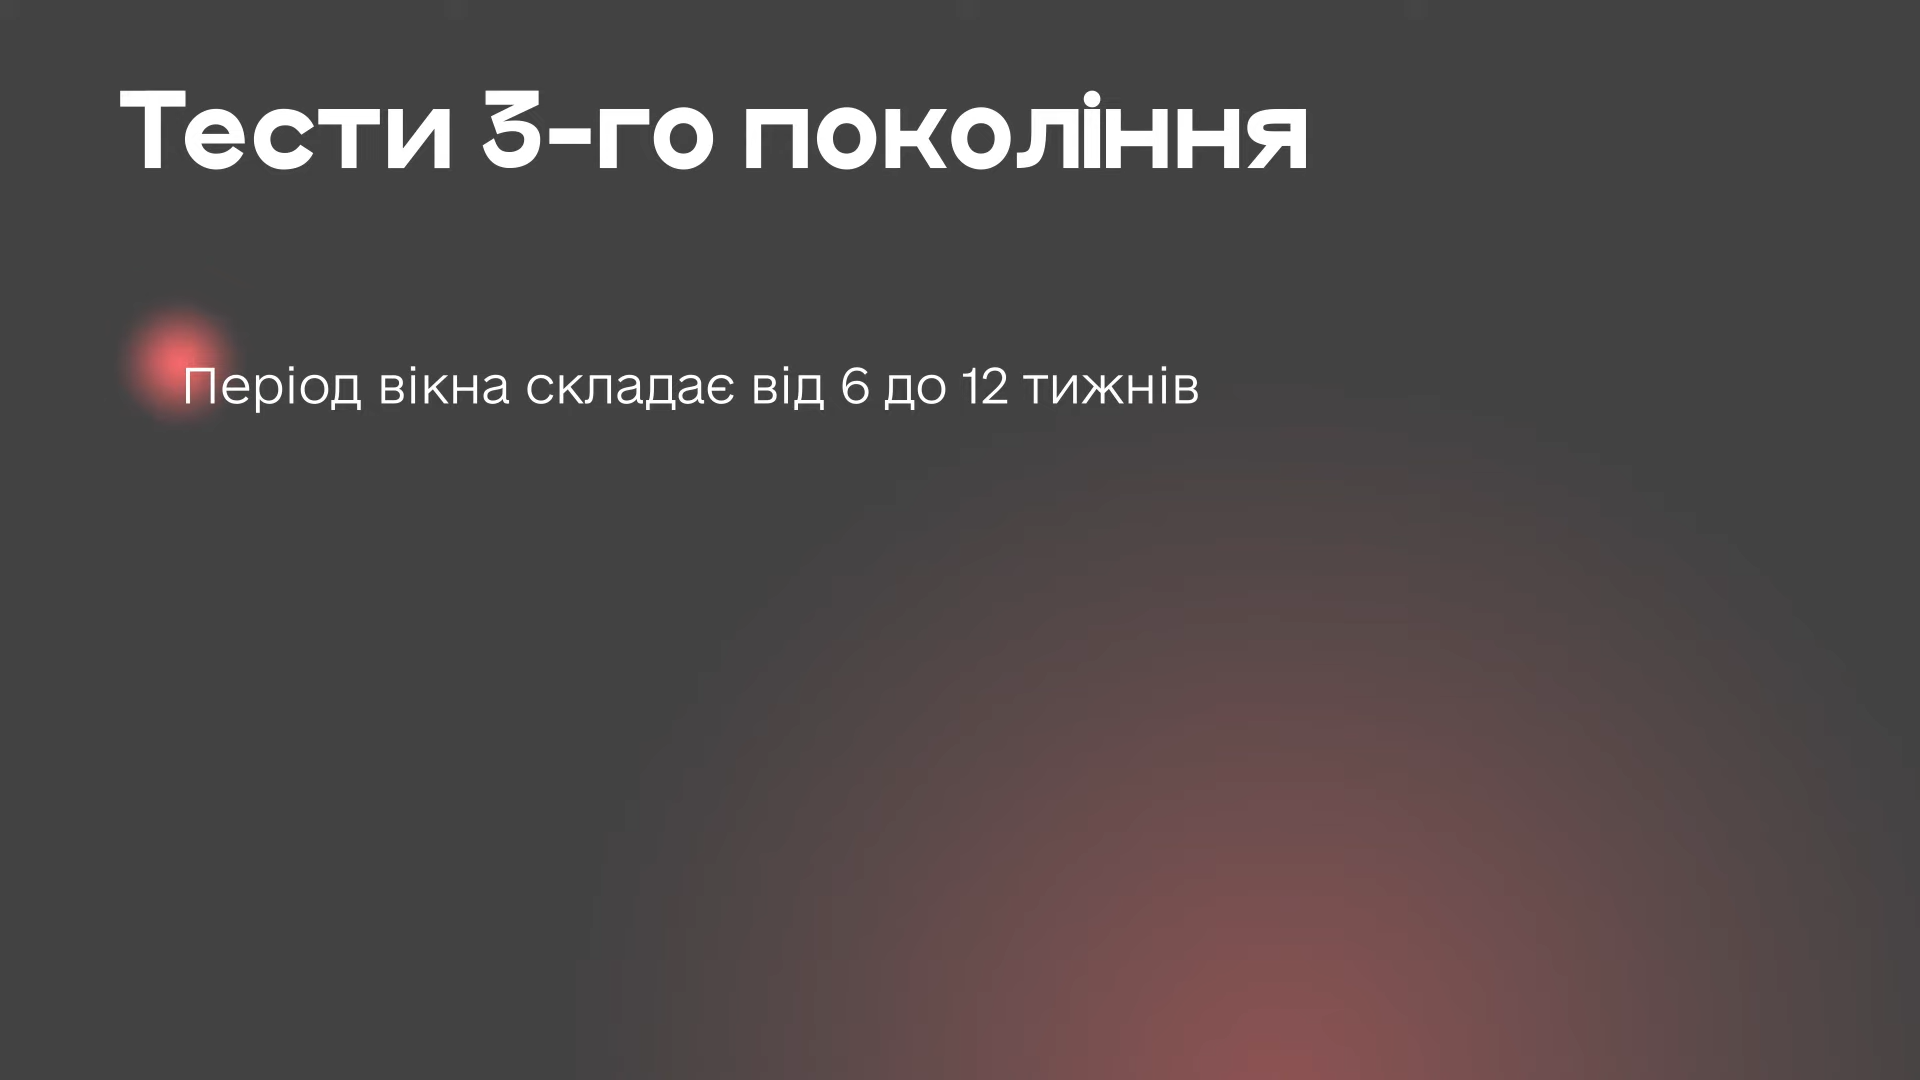 Тести 3-го покоління
Період вікна складає від 6 до 12 тижнів